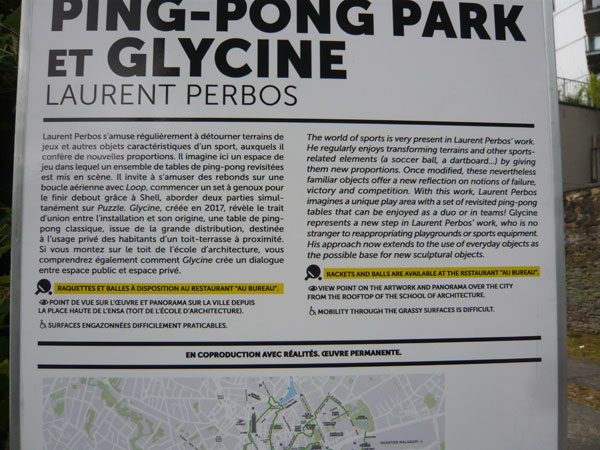 PING-PONG PARK
ET GLYCINE
LAURENT PERBOS
Laurent Perbos s'amuse régulièrement à détourner terrains de
jeux et autres objets caractéristiques d'un sport, auxquels il
confère de nouvelles proportions. Il imagine ici un espace de
jeu dans lequel un ensemble de tables de ping-pong revisitées
est mis en scène. Il invite à s'amuser des rebonds sur une
boucle aérienne avec Loop, commencer un set à genoux pour
le finir debout grâce à Shell, aborder deux parties simul-
tanément sur Puzzle. Glycine, créée en 2017, révèle le trait
d'union entre l'installation et son origine, une table de ping-
pong classique, issue de la grande distribution, destinée
à l'usage privé des habitants d'un toit-terrasse à proximité.
Si vous montez sur le toit de l'école d'architecture, vous
comprendrez également comment Glycine crée un dialogue
entre espace public et espace privé.
RAQUETTES ET BALLES À DISPOSITION AU RESTAURANT "AU BUREAU".
POINT DE VUE SUR L'ŒUVRE ET PANORAMA SUR LA VILLE DEPUIS
LA PLACE HAUTE DE L'ENSA (TOIT DE L'ÉCOLE D'ARCHITECTURE).
SURFACES ENGAZONNÉES DIFFICILEMENT PRATICABLES.
The world of sports is very present in Laurent Perbos' work.
He regularly enjoys transforming terrains and other sports-
related elements (a soccer ball, a dartboard...) by giving
them new proportions. Once modified, these nevertheless
familiar objects offer a new reflection on notions of failure,
victory and competition. With this work, Laurent Perbos
imagines a unique play area with a set of revisited ping-pong
tables that can be enjoyed as a duo or in teams! Glycine
represents a new step in Laurent Perbos' work, who is no
stranger to reappropriating playgrounds or sports equipment.
His approach now extends to the use of everyday objects as
the possible base for new sculptural objects.
RACKETS AND BALLS ARE AVAILABLE AT THE RESTAURANT "AU BUREAU".
VIEW POINT ON THE ARTWORK AND PANORAMA OVER THE CITY
FROM THE ROOFTOP OF THE SCHOOL OF ARCHITECTURE.
MOBILITY THROUGH THE GRASSY SURFACES IS DIFFICULT.
EN COPRODUCTION AVEC RÉALITÉS. ŒUVRE PERMANENTE.